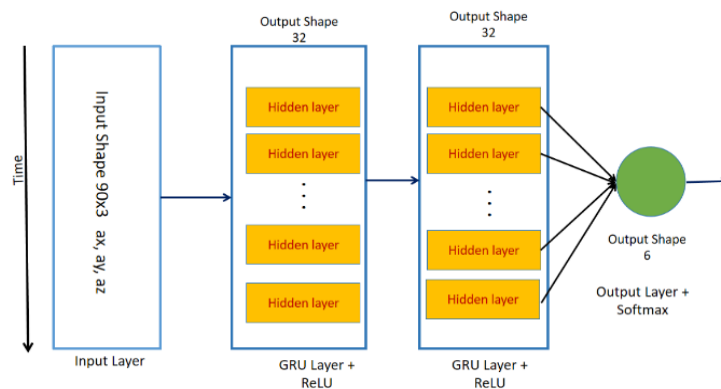 Time
Input Shape 90x3 ax, ay, az
Input Layer
Output Shape
32
Hidden layer
Hidden layer
Hidden layer
Hidden layer
GRU Layer +
ReLU
Output Shape
32
Hidden layer
Hidden layer
Hidden layer
Hidden layer
GRU Layer +
ReLU
Output Shape
6
Output Layer +
Softmax